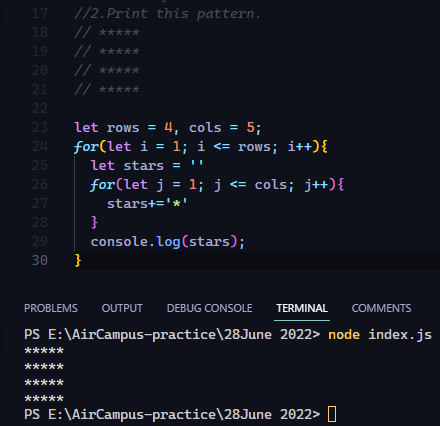 17 //2.Print this pattern.
18 // *****
19 // *****
20 // *****
21 // *****
22
23 let rows = 4, cols = 5;
24 for(let i = 1; i <= rows; i++){
25 let stars = ''
26 for(let j = 1; j <= cols; j++){
27 stars+='*'
28 }
29 console.log(stars);
30 }
PROBLEMS OUTPUT DEBUG CONSOLE TERMINAL COMMENTS
PS E:\AirCampus-practice\28June 2022> node index.js
*****
*****
*****
*****
PS E:\AirCampus-practice\28June 2022>